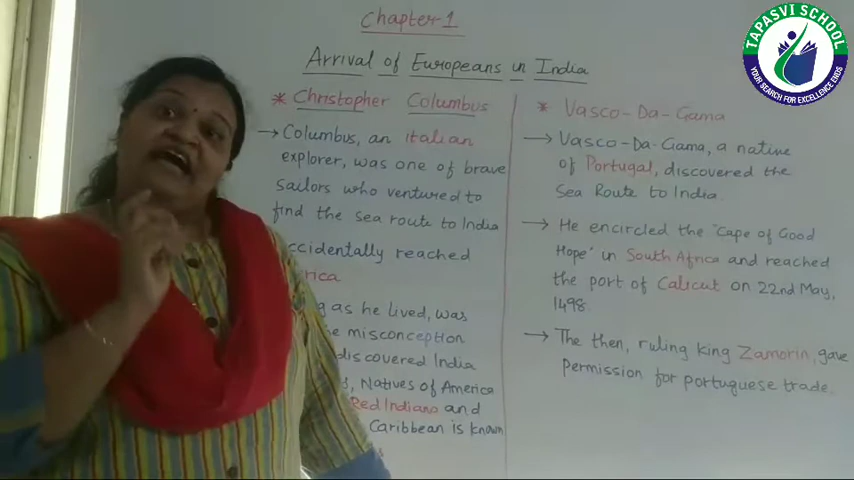 Chapter-1
Arrival of Europeans in India
* Christopher Columbus
→ Columbus, an Italian
explorer, was one of brave
sailors who ventured to
find the sea route to India
ccidentally reached
rica
g as he lived, was
e misconception
discovered India
, Natives of America
Red Indians and
Caribbean is known
* Vasco-Da-Gama
→ Vasco-Da-Gama, a native
of Portugal, discovered the
Sea Route to India.
→ He encircled the 'Cape of Good
Hope' in South Africa and reached
the port of Calicut on 22nd May,
1498.
→ The then, ruling king Zamorin, gave
Permission for portuguese trade.
TAPASVI SCHOOL
YOUR SEARCH FOR EXCELLENCE ENDS